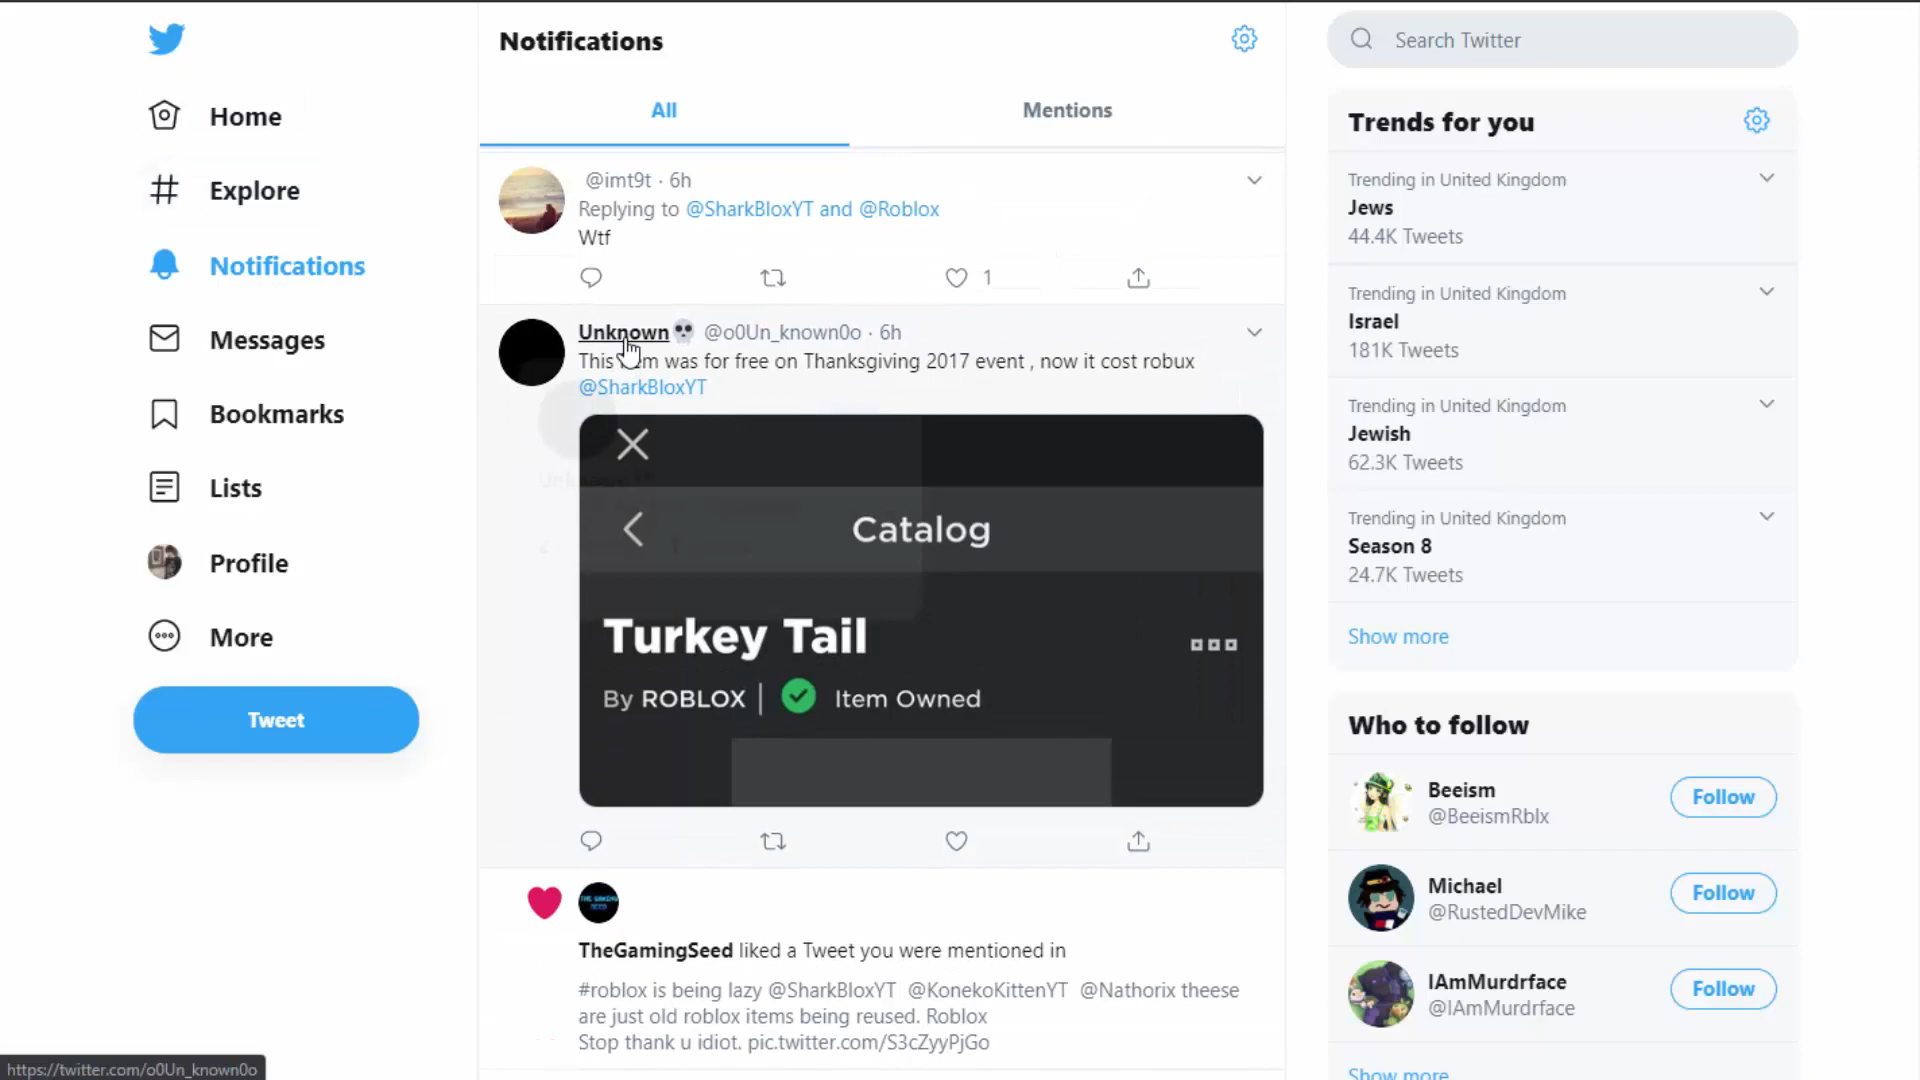 Notifications
Search Twitter
Home
Explore
Notifications
Messages
Bookmarks
Lists
Profile
More
Tweet
All
Mentions
@imt9t · 6h
Replying to @SharkBloxYT and @Roblox
Wtf
1
Unknown @o0Un_known0o · 6h
This item was for free on Thanksgiving 2017 event , now it cost robux
@SharkBloxYT
Catalog
Turkey Tail
By ROBLOX | Item Owned
THE GAMING
SEED
TheGamingSeed liked a Tweet you were mentioned in
#roblox is being lazy @SharkBloxYT @KonekoKittenYT @Nathorix theese
are just old roblox items being reused. Roblox
Stop thank u idiot. pic.twitter.com/S3cZyyPjGo
Trends for you
Trending in United Kingdom
Jews
44.4K Tweets
Trending in United Kingdom
Israel
181K Tweets
Trending in United Kingdom
Jewish
62.3K Tweets
Trending in United Kingdom
Season 8
24.7K Tweets
Show more
Who to follow
Beeism
@BeeismRblx
Follow
Michael
@RustedDevMike
Follow
IAmMurdrface
@IAmMurdrface
Follow
Show more
https://twitter.com/o0Un_known0o